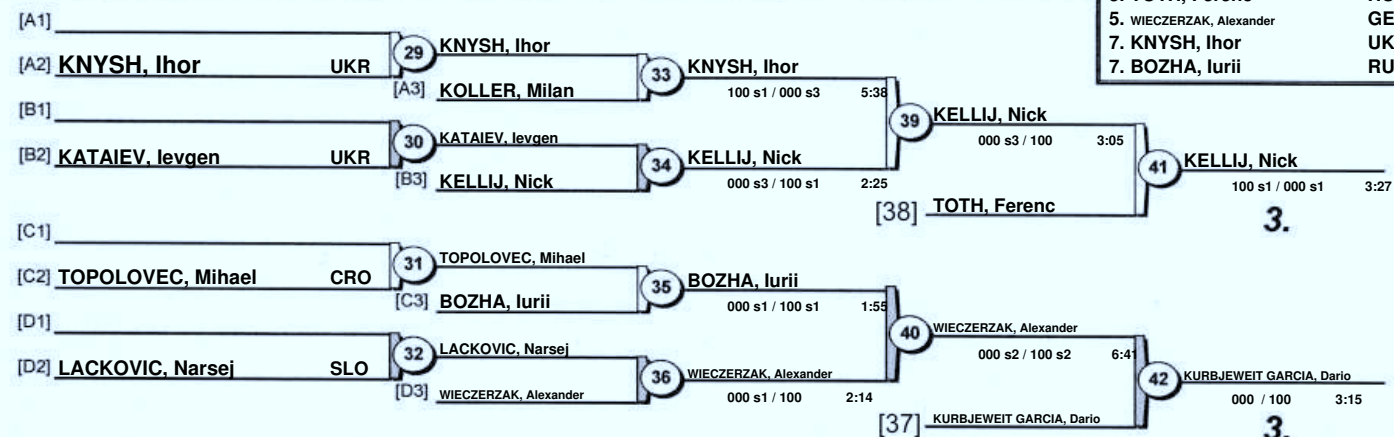 5. WIECZERZAK, Alexander GE
7. KNYSH, Ihor UK
7. BOZHA, Iurii RU
[A1]
[A2] KNYSH, Ihor UKR
29 KNYSH, Ihor
[A3] KOLLER, Milan
33 KNYSH, Ihor
100 s1 / 000 s3 5:38
[B1]
[B2] KATAIEV, Ievgen UKR
30 KATAIEV, Ievgen
[B3] KELLIJ, Nick
34 KELLIJ, Nick
000 s3 / 100 s1 2:25
39 KELLIJ, Nick
000 s3 / 100 3:05
[38] TOTH, Ferenc
41 KELLIJ, Nick
100 s1 / 000 s1 3:27
3.
[C1]
[C2] TOPOLOVEC, Mihael CRO
31 TOPOLOVEC, Mihael
[C3] BOZHA, Iurii
35 BOZHA, Iurii
000 s1 / 100 s1 1:55
[D1]
[D2] LACKOVIC, Narsej SLO
32 LACKOVIC, Narsej
[D3] WIECZERZAK, Alexander
36 WIECZERZAK, Alexander
000 s1 / 100 2:14
40 WIECZERZAK, Alexander
000 s2 / 100 s2 6:41
[37] KURBJEWEIT GARCIA, Dario
42 KURBJEWEIT GARCIA, Dario
000 / 100 3:15
3.